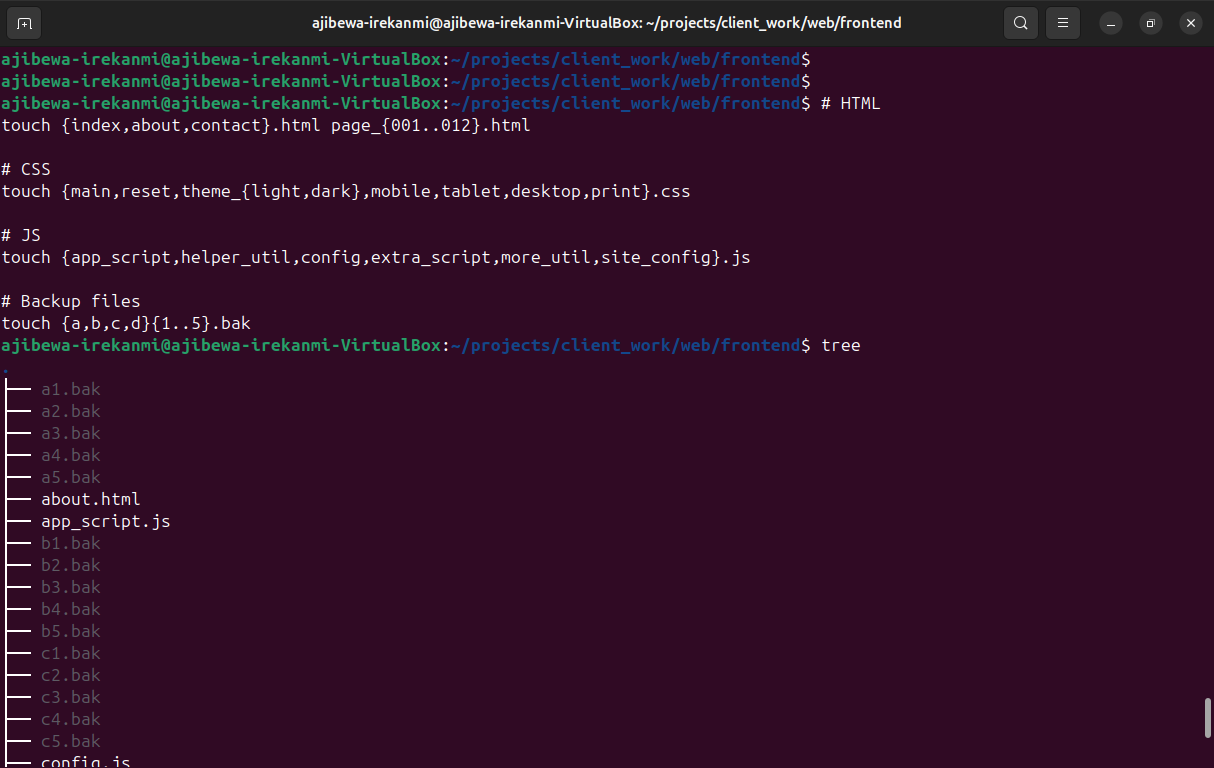 ajibewa-irekanmi@ajibewa-irekanmi-VirtualBox: ~/projects/client_work/web/frontend
ajibewa-irekanmi@ajibewa-irekanmi-VirtualBox:~/projects/client_work/web/frontend$
ajibewa-irekanmi@ajibewa-irekanmi-VirtualBox:~/projects/client_work/web/frontend$
ajibewa-irekanmi@ajibewa-irekanmi-VirtualBox:~/projects/client_work/web/frontend$ # HTML
touch {index,about,contact}.html page_{001..012}.html
# CSS
touch {main,reset,theme_{light,dark},mobile,tablet,desktop,print}.css
# JS
touch {app_script,helper_util,config,extra_script,more_util,site_config}.js
# Backup files
touch {a,b,c,d}{1..5}.bak
ajibewa-irekanmi@ajibewa-irekanmi-VirtualBox:~/projects/client_work/web/frontend$ tree
.
├── a1.bak
├── a2.bak
├── a3.bak
├── a4.bak
├── a5.bak
├── about.html
├── app_script.js
├── b1.bak
├── b2.bak
├── b3.bak
├── b4.bak
├── b5.bak
├── c1.bak
├── c2.bak
├── c3.bak
├── c4.bak
├── c5.bak
├── config.js